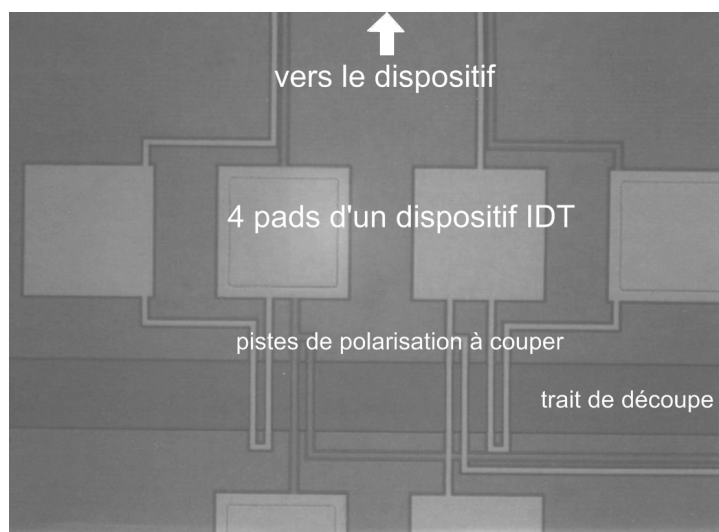 vers le dispositif
4 pads d'un dispositif IDT
pistes de polarisation à couper
trait de découpe